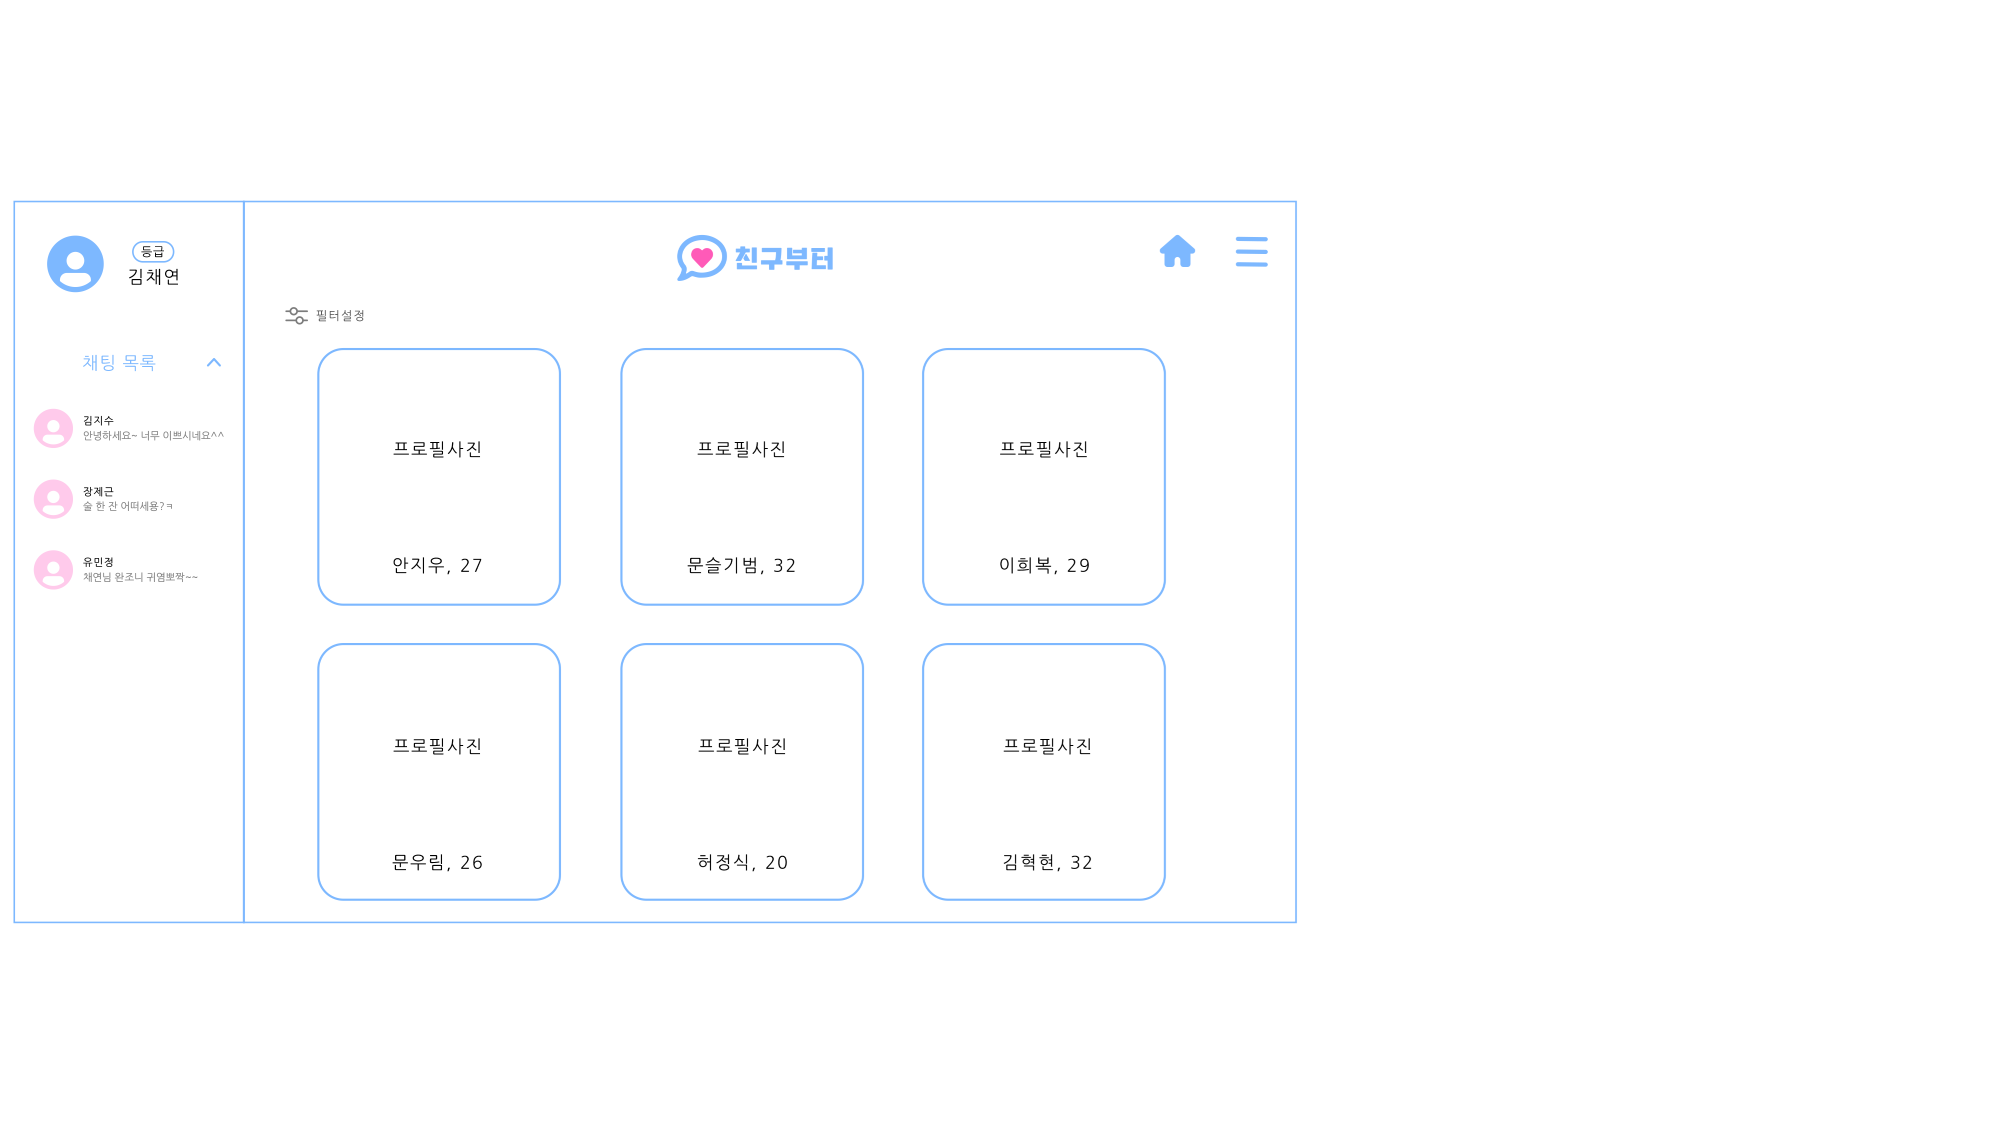 등급
김채연
채팅 목록
김지수
안녕하세요~ 너무 이쁘시네요^^
장제근
술 한 잔 어떠세용?ㅋ
유민정
채연님 완조니 귀염뽀짝~~
친구부터
필터설정
프로필사진
안지우, 27
프로필사진
문슬기범, 32
프로필사진
이희복, 29
프로필사진
문우림, 26
프로필사진
허정식, 20
프로필사진
김혁현, 32